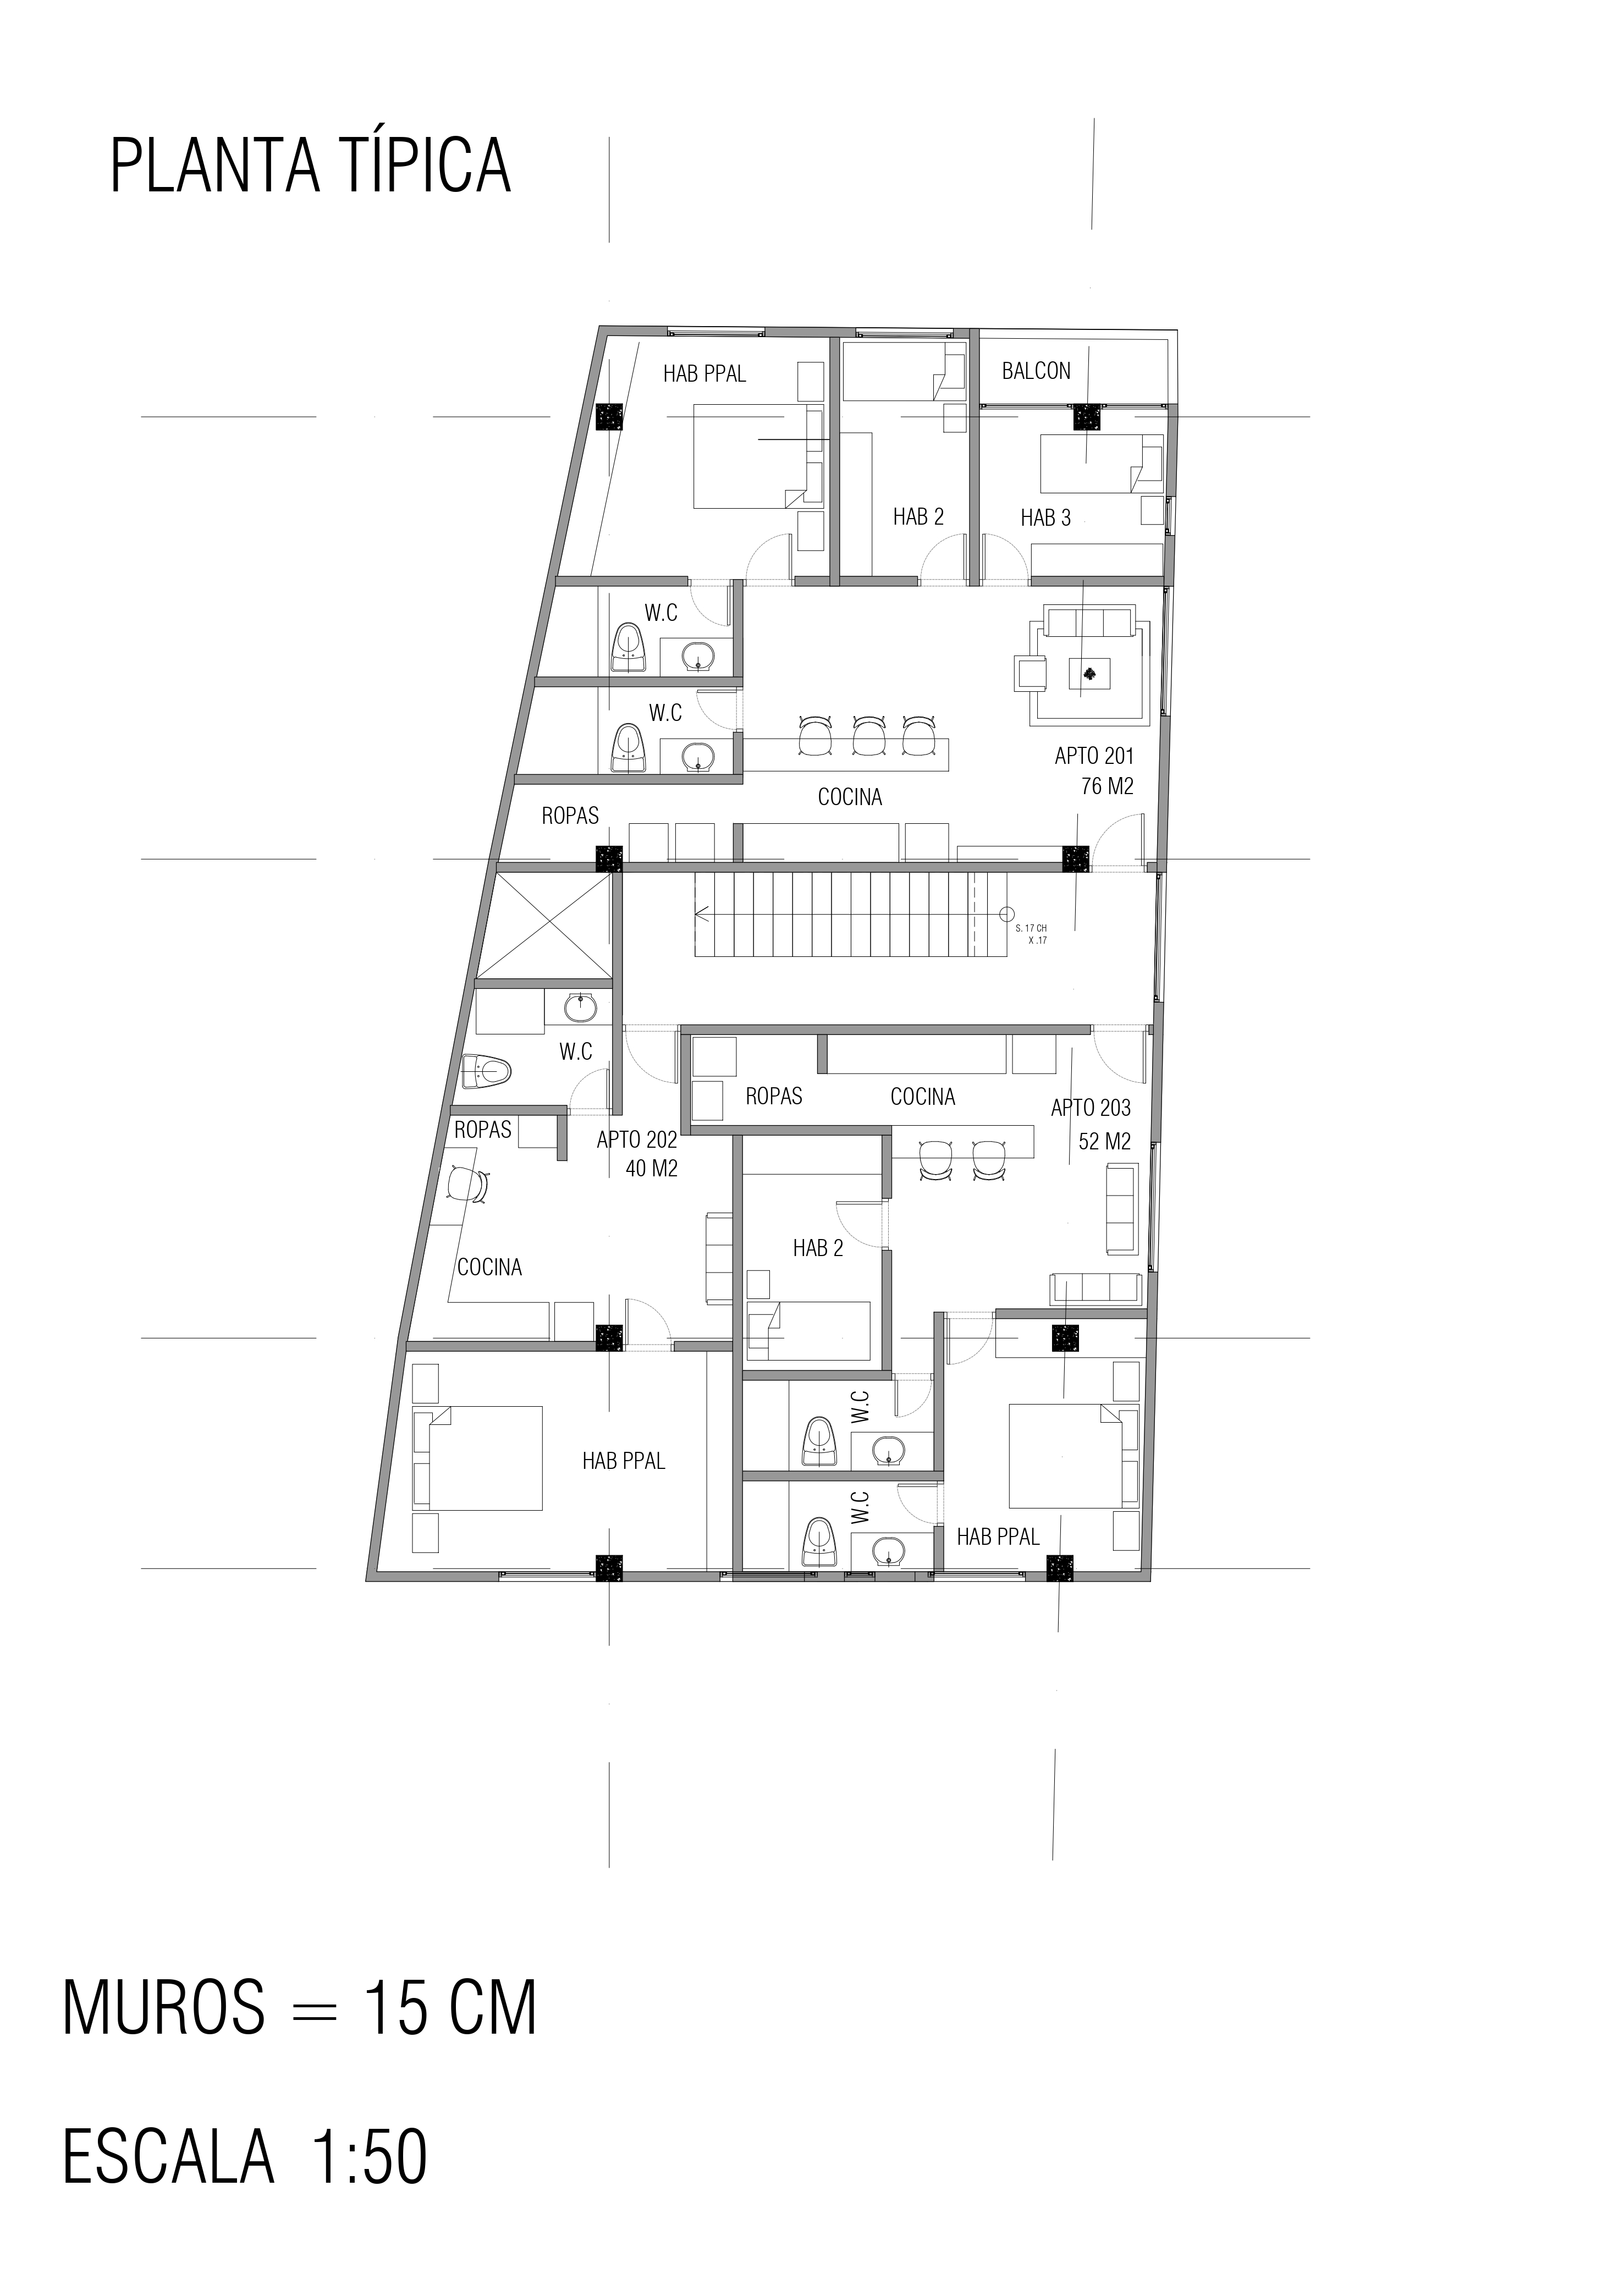 PLANTA TÍPICA
HAB PPAL
BALCON
HAB 2
HAB 3
W.C
W.C
APTO 201
76 M2
COCINA
ROPAS
S. 17 CH
X .17
W.C
ROPAS
COCINA
APTO 203
52 M2
ROPAS
APTO 202
40 M2
HAB 2
COCINA
W.C
HAB PPAL
W.C
HAB PPAL
MUROS = 15 CM
ESCALA 1:50